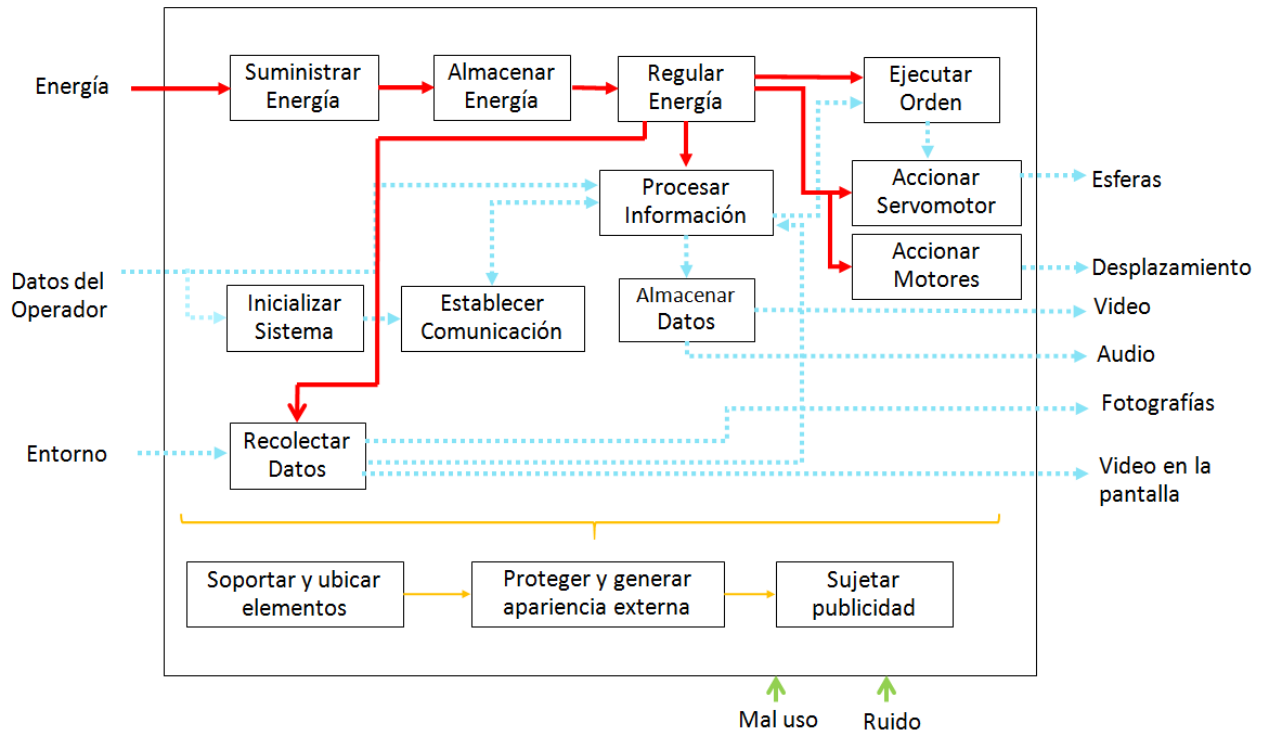 Energía
Suministrar
Energía
Almacenar
Energía
Regular
Energía
Ejecutar
Orden
Procesar
Información
Accionar
Servomotor
Esferas
Accionar
Motores
Desplazamiento
Datos del
Operador
Inicializar
Sistema
Establecer
Comunicación
Almacenar
Datos
Video
Audio
Fotografías
Entorno
Recolectar
Datos
Video en la
pantalla
Soportar y ubicar
elementos
Proteger y generar
apariencia externa
Sujetar
publicidad
Mal uso
Ruido